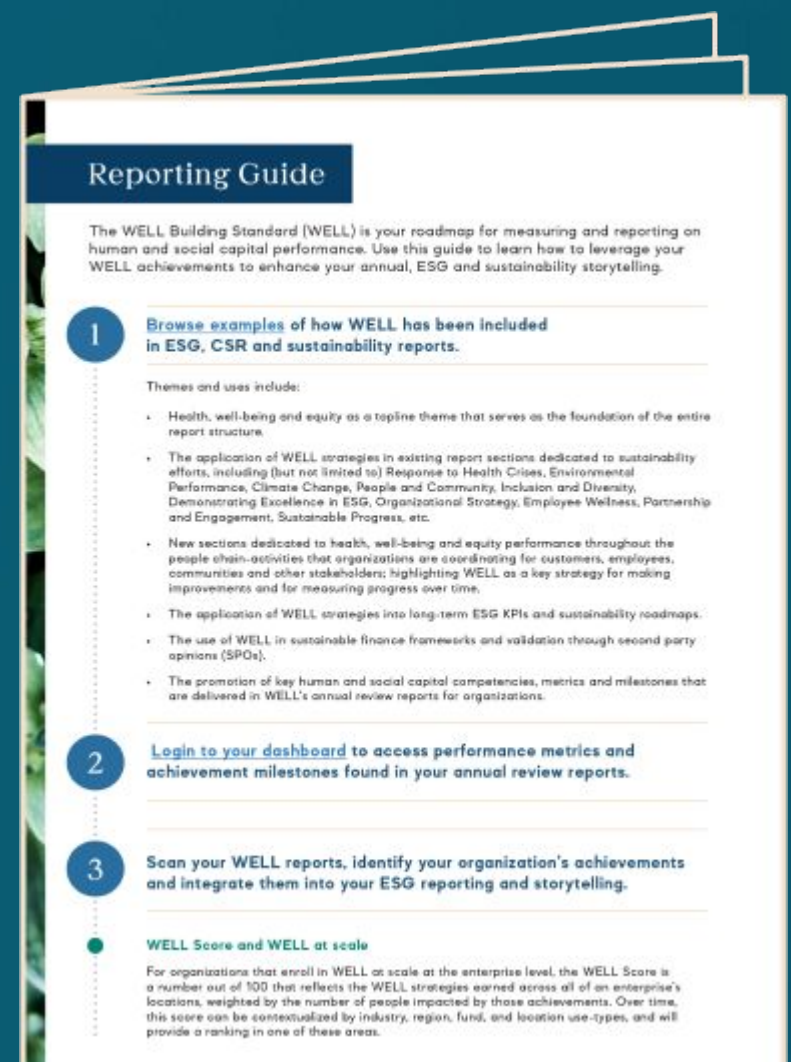 Reporting Guide
The WELL Building Standard (WELL) is your roadmap for measuring and reporting on
human and social capital performance. Use this guide to learn how to leverage your
WELL achievements to enhance your annual, ESG and sustainability storytelling.
1
Browse examples of how WELL has been included
in ESG, CSR and sustainability reports.
Themes and uses include:
• Health, well-being and equity as a topline theme that serves as the foundation of the entire
report structure.
• The application of WELL strategies in existing report sections dedicated to sustainability
efforts, including (but not limited to) Response to Health Crises, Environmental
Performance, Climate Change, People and Community, Inclusion and Diversity,
Demonstrating Excellence in ESG, Organizational Strategy, Employee Wellness, Partnership
and Engagement, Sustainable Progress, etc.
• New sections dedicated to health, well-being and equity performance throughout the
people chain-activities that organizations are coordinating for customers, employees,
communities and other stakeholders; highlighting WELL as a key strategy for making
improvements and for measuring progress over time.
• The application of WELL strategies into long-term ESG KPIs and sustainability roadmaps.
• The use of WELL in sustainable finance frameworks and validation through second party
opinions (SPOs).
• The promotion of key human and social capital competencies, metrics and milestones that
are delivered in WELL's annual review reports for organizations.
2
Login to your dashboard to access performance metrics and
achievement milestones found in your annual review reports.
3
Scan your WELL reports, identify your organization's achievements
and integrate them into your ESG reporting and storytelling.
WELL Score and WELL at scale
For organizations that enroll in WELL at scale at the enterprise level, the WELL Score is
a number out of 100 that reflects the WELL strategies earned across all of an enterprise's
locations, weighted by the number of people impacted by those achievements. Over time,
this score can be contextualized by industry, region, fund, and location use-types, and will
provide a ranking in one of these areas.